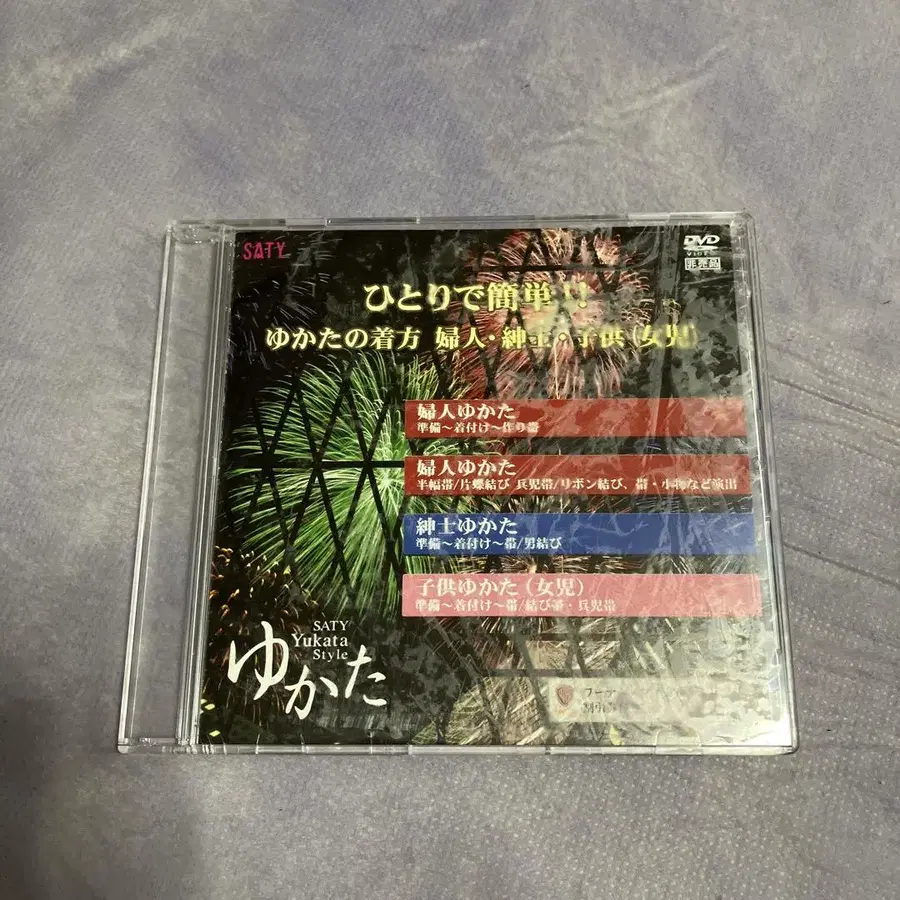 SATY
DVD
VIDEO
非売品
ひとりで簡単!!
ゆかたの着方 婦人・紳士・子供(女児)
婦人ゆかた
準備~着付け~作り帯
婦人ゆかた
半幅帯/片蝶結び 兵児帯/リボン結び、帯・小物など演出
紳士ゆかた
準備~着付け~帯/男結び
子供ゆかた(女児)
準備~着付け~帯/結び帯・兵児帯
SATY
Yukata
Style
ゆかた